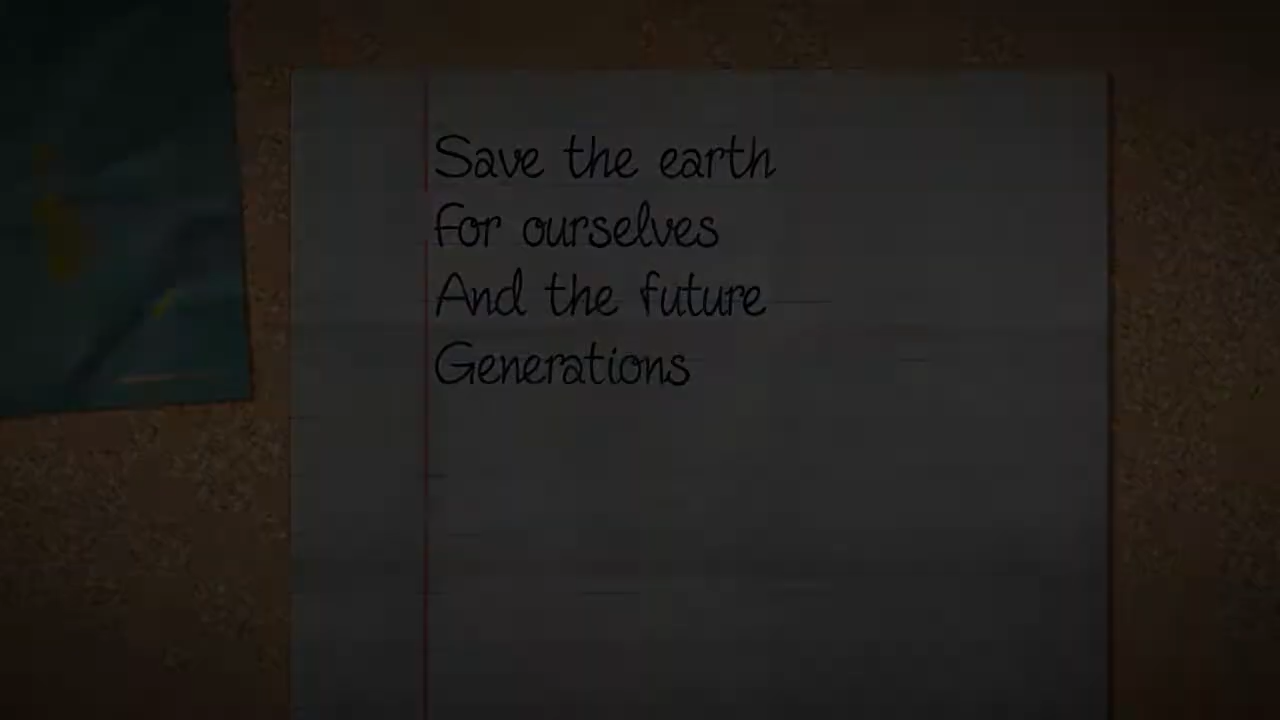 Save the earth
For ourselves
And the future
Generations